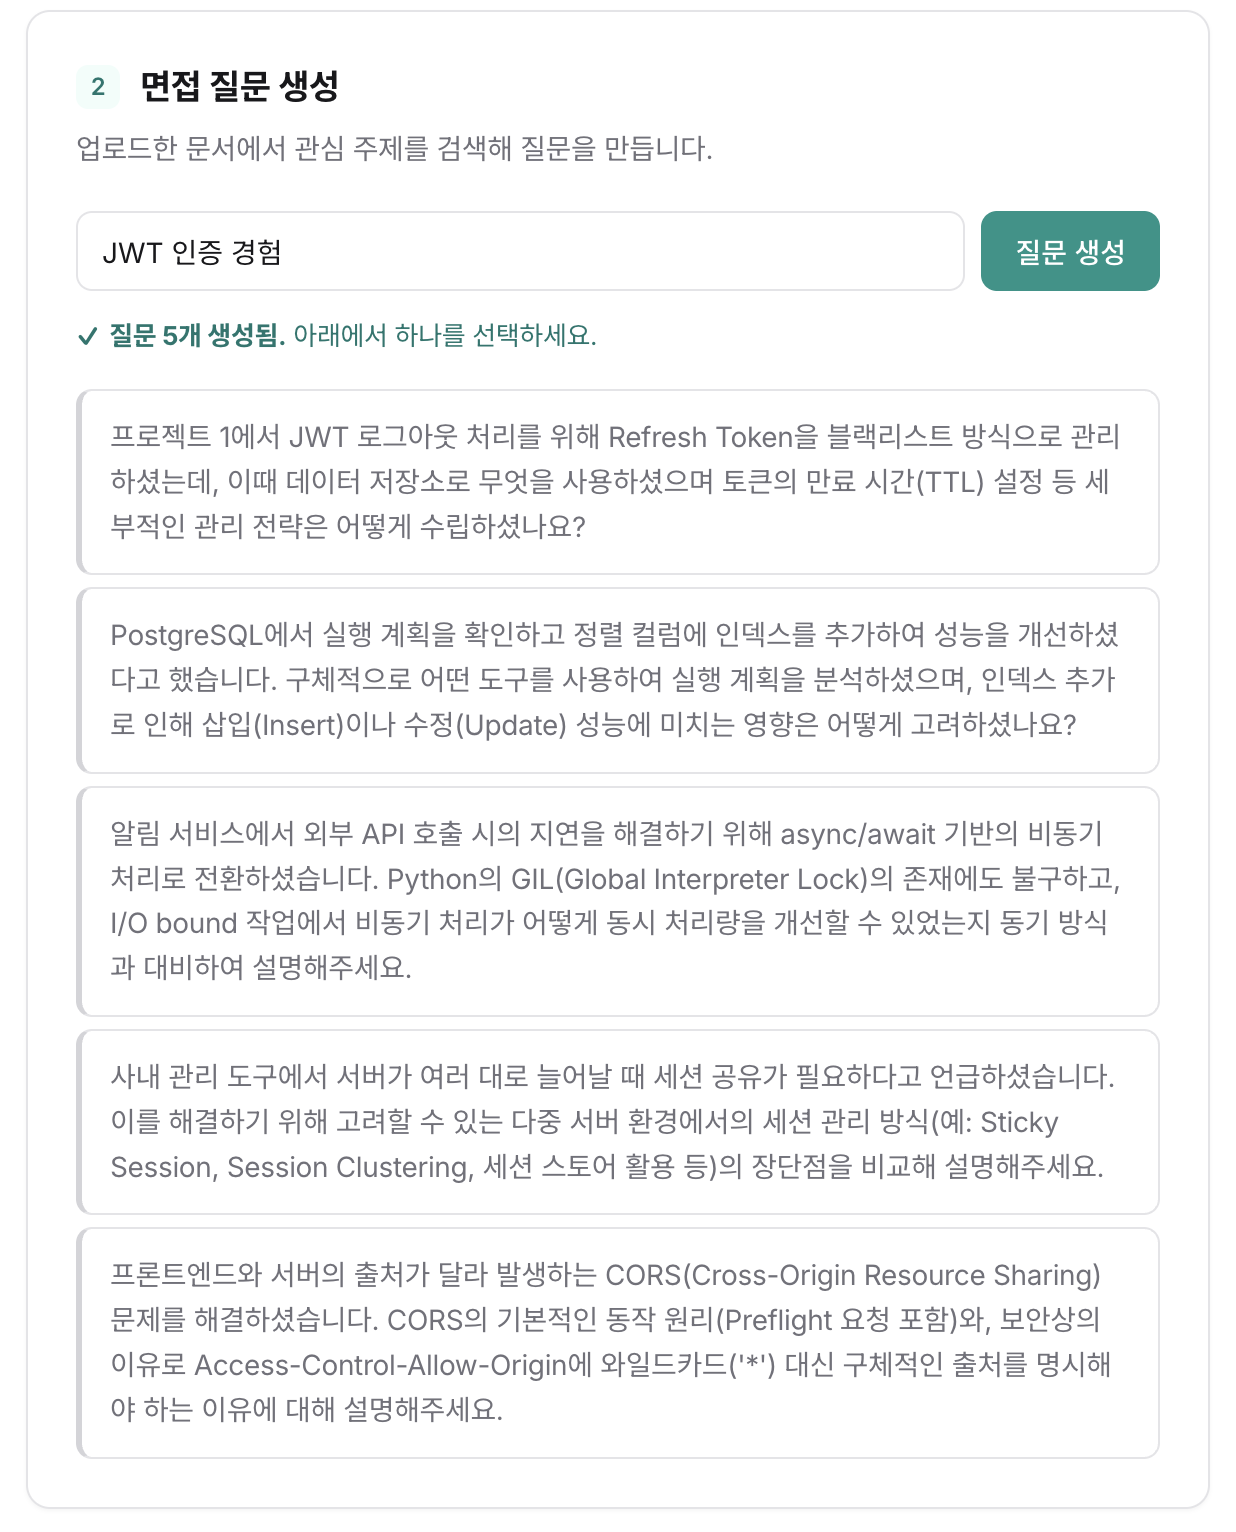 2
면접 질문 생성
업로드한 문서에서 관심 주제를 검색해 질문을 만듭니다.
JWT 인증 경험
질문 생성
✓ 질문 5개 생성됨. 아래에서 하나를 선택하세요.
프로젝트 1에서 JWT 로그아웃 처리를 위해 Refresh Token을 블랙리스트 방식으로 관리
하셨는데, 이때 데이터 저장소로 무엇을 사용하셨으며 토큰의 만료 시간(TTL) 설정 등 세
부적인 관리 전략은 어떻게 수립하셨나요?
PostgreSQL에서 실행 계획을 확인하고 정렬 컬럼에 인덱스를 추가하여 성능을 개선하셨
다고 했습니다. 구체적으로 어떤 도구를 사용하여 실행 계획을 분석하셨으며, 인덱스 추가
로 인해 삽입(Insert)이나 수정(Update) 성능에 미치는 영향은 어떻게 고려하셨나요?
알림 서비스에서 외부 API 호출 시의 지연을 해결하기 위해 async/await 기반의 비동기
처리로 전환하셨습니다. Python의 GIL(Global Interpreter Lock)의 존재에도 불구하고,
I/O bound 작업에서 비동기 처리가 어떻게 동시 처리량을 개선할 수 있었는지 동기 방식
과 대비하여 설명해주세요.
사내 관리 도구에서 서버가 여러 대로 늘어날 때 세션 공유가 필요하다고 언급하셨습니다.
이를 해결하기 위해 고려할 수 있는 다중 서버 환경에서의 세션 관리 방식(예: Sticky
Session, Session Clustering, 세션 스토어 활용 등)의 장단점을 비교해 설명해주세요.
프론트엔드와 서버의 출처가 달라 발생하는 CORS(Cross-Origin Resource Sharing)
문제를 해결하셨습니다. CORS의 기본적인 동작 원리(Preflight 요청 포함)와, 보안상의
이유로 Access-Control-Allow-Origin에 와일드카드('*') 대신 구체적인 출처를 명시해
야 하는 이유에 대해 설명해주세요.